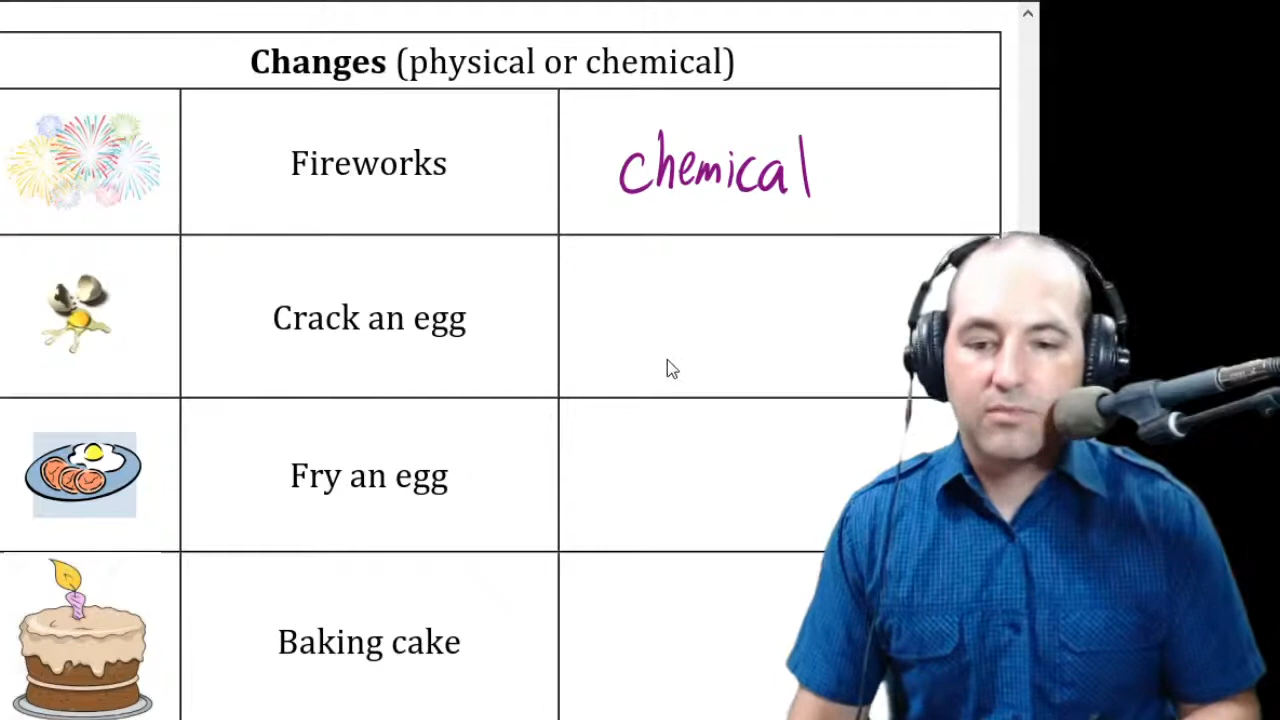 Changes (physical or chemical)
Fireworks
chemical
Crack an egg
Fry an egg
Baking cake